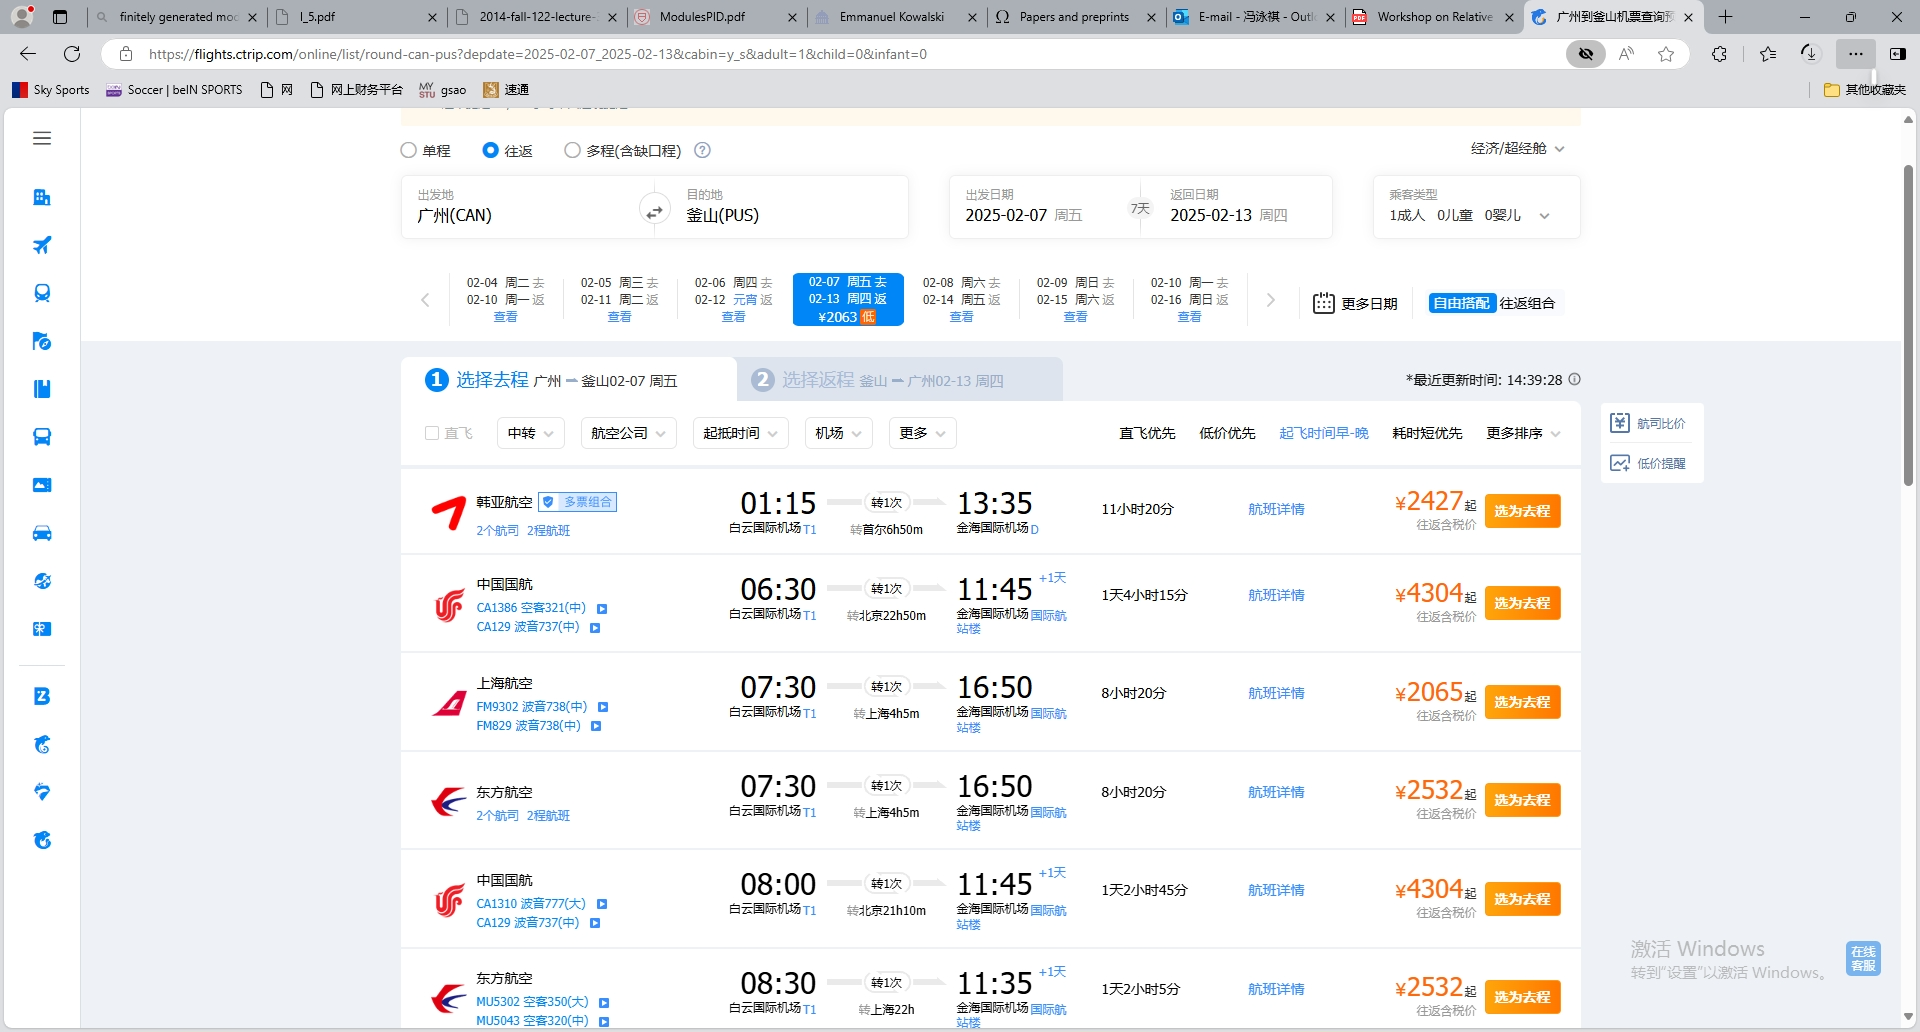 finitely generated mod
l_5.pdf
2014-fall-122-lecture-
ModulesPID.pdf
Emmanuel Kowalski
Papers and preprints
E-mail - 冯泳祺 - Outl
Workshop on Relative
广州到釜山机票查询预
https://flights.ctrip.com/online/list/round-can-pus?depdate=2025-02-07_2025-02-13&cabin=y_s&adult=1&child=0&infant=0
Sky Sports
Soccer | beIN SPORTS
网
网上财务平台
MY STU gsao
速通
其他收藏夹
单程
往返
多程(含缺口程)
经济/超经舱
出发地
广州(CAN)
目的地
釜山(PUS)
出发日期
2025-02-07 周五
7天
返回日期
2025-02-13 周四
乘客类型
1成人 0儿童 0婴儿
02-04 周二 去
02-10 周一 返
查看
02-05 周三 去
02-11 周二 返
查看
02-06 周四 去
02-12 元宵 返
查看
02-07 周五 去
02-13 周四 返
¥2063 低
02-08 周六 去
02-14 周五 返
查看
02-09 周日 去
02-15 周六 返
查看
02-10 周一 去
02-16 周日 返
查看
更多日期
自由搭配 往返组合
1 选择去程 广州 釜山02-07 周五
2 选择返程 釜山 广州02-13 周四
*最近更新时间: 14:39:28
直飞
中转
航空公司
起抵时间
机场
更多
直飞优先
低价优先
起飞时间早-晚
耗时短优先
更多排序
航司比价
低价提醒
韩亚航空 多票组合
2个航司 2程航班
01:15
白云国际机场 T1
转1次
转首尔6h50m
13:35
金海国际机场 D
11小时20分
航班详情
¥2427起
往返含税价
选为去程
中国国航
CA1386 空客321(中)
CA129 波音737(中)
06:30
白云国际机场 T1
转1次
转北京22h50m
11:45 +1天
金海国际机场 国际航
站楼
1天4小时15分
航班详情
¥4304起
往返含税价
选为去程
上海航空
FM9302 波音738(中)
FM829 波音738(中)
07:30
白云国际机场 T1
转1次
转上海4h5m
16:50
金海国际机场 国际航
站楼
8小时20分
航班详情
¥2065起
往返含税价
选为去程
东方航空
2个航司 2程航班
07:30
白云国际机场 T1
转1次
转上海4h5m
16:50
金海国际机场 国际航
站楼
8小时20分
航班详情
¥2532起
往返含税价
选为去程
中国国航
CA1310 波音777(大)
CA129 波音737(中)
08:00
白云国际机场 T1
转1次
转北京21h10m
11:45 +1天
金海国际机场 国际航
站楼
1天2小时45分
航班详情
¥4304起
往返含税价
选为去程
东方航空
MU5302 空客350(大)
MU5043 空客320(中)
08:30
白云国际机场 T1
转1次
转上海22h
11:35 +1天
金海国际机场 国际航
站楼
1天2小时5分
航班详情
¥2532起
往返含税价
选为去程
激活 Windows
转到"设置"以激活 Windows。
在线
客服